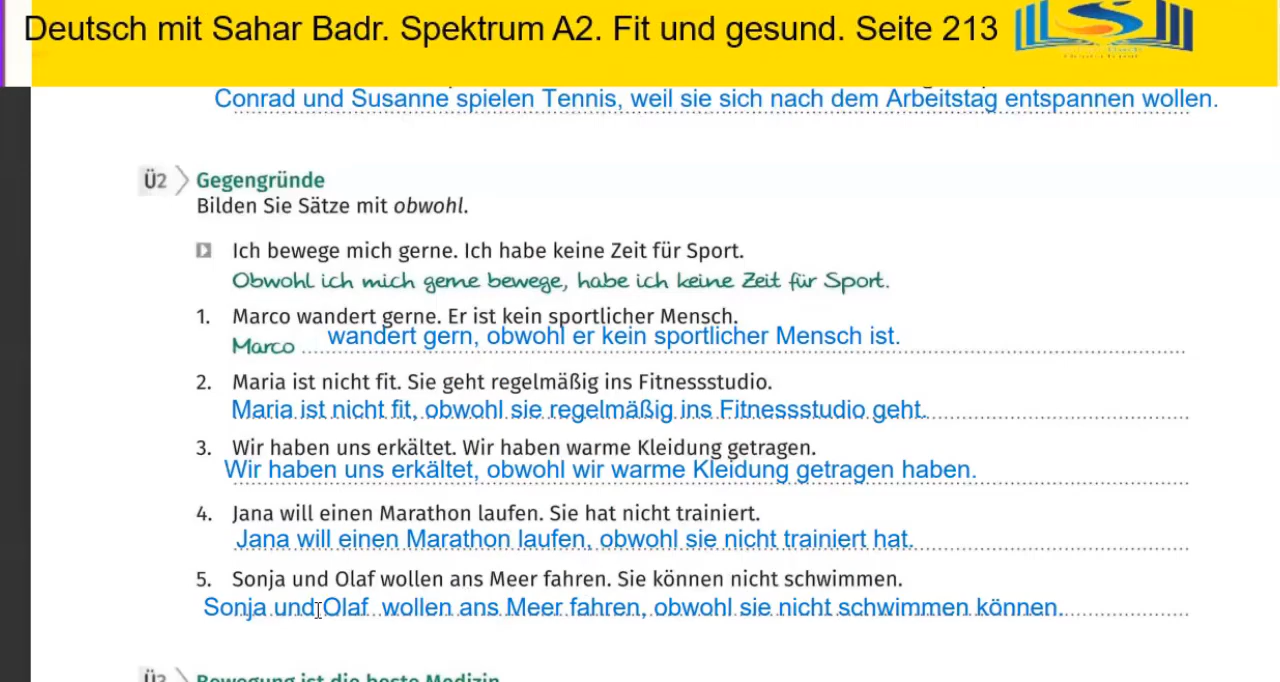 Deutsch mit Sahar Badr. Spektrum A2. Fit und gesund. Seite 213
Conrad und Susanne spielen Tennis, weil sie sich nach dem Arbeitstag entspannen wollen.
Ü2 Gegengründe
Bilden Sie Sätze mit obwohl.
Ich bewege mich gerne. Ich habe keine Zeit für Sport.
Obwohl ich mich gerne bewege, habe ich keine Zeit für Sport.
1. Marco wandert gerne. Er ist kein sportlicher Mensch.
Marco wandert gern, obwohl er kein sportlicher Mensch ist.
2. Maria ist nicht fit. Sie geht regelmäßig ins Fitnessstudio.
Maria ist nicht fit, obwohl sie regelmäßig ins Fitnessstudio geht.
3. Wir haben uns erkältet. Wir haben warme Kleidung getragen.
Wir haben uns erkältet, obwohl wir warme Kleidung getragen haben.
4. Jana will einen Marathon laufen. Sie hat nicht trainiert.
Jana will einen Marathon laufen, obwohl sie nicht trainiert hat.
5. Sonja und Olaf wollen ans Meer fahren. Sie können nicht schwimmen.
Sonja und Olaf wollen ans Meer fahren, obwohl sie nicht schwimmen können.
Ü3 Bewegung ist die beste Medizin